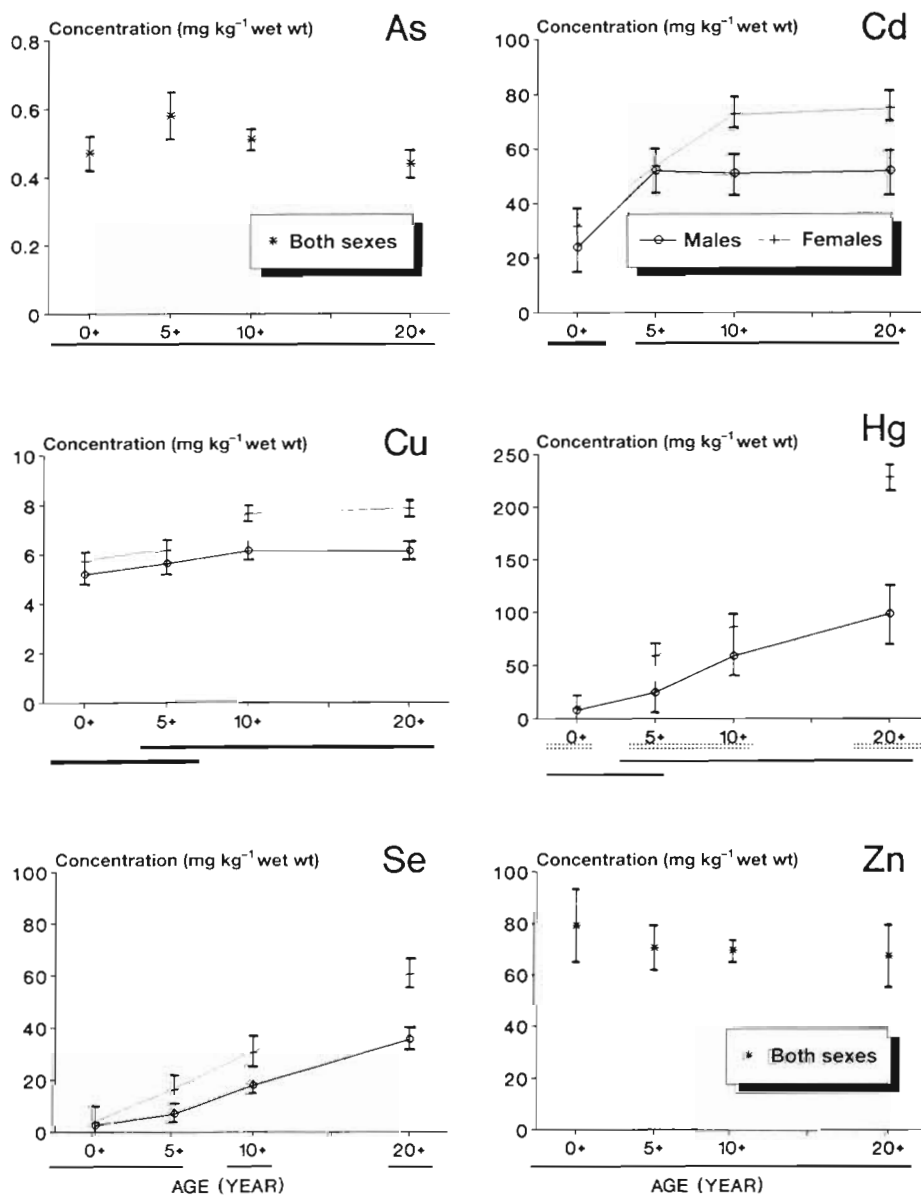 Concentration (mg kg⁻¹ wet wt) As
0.8
0.6
0.4
0.2
0
* Both sexes
0+ 5+ 10+ 20+
Concentration (mg kg⁻¹ wet wt) Cd
100
80
60
40
20
0
Males Females
0+ 5+ 10+ 20+
Concentration (mg kg⁻¹ wet wt) Cu
10
8
6
4
2
0
0+ 5+ 10+ 20+
Concentration (mg kg⁻¹ wet wt) Hg
250
200
150
100
50
0
0+ 5+ 10+ 20+
Concentration (mg kg⁻¹ wet wt) Se
100
80
60
40
20
0
0+ 5+ 10+ 20+
AGE (YEAR)
Concentration (mg kg⁻¹ wet wt) Zn
100
80
60
40
20
0
* Both sexes
0+ 5+ 10+ 20+
AGE (YEAR)